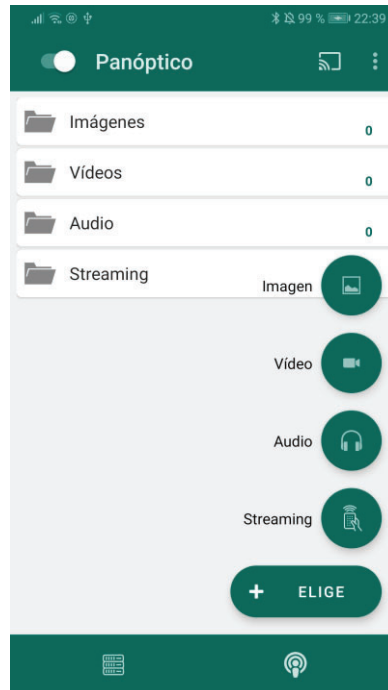 99 % 22:39
Panóptico
Imágenes
0
Vídeos
0
Audio
0
Streaming
Imagen
Vídeo
Audio
Streaming
+ ELIGE